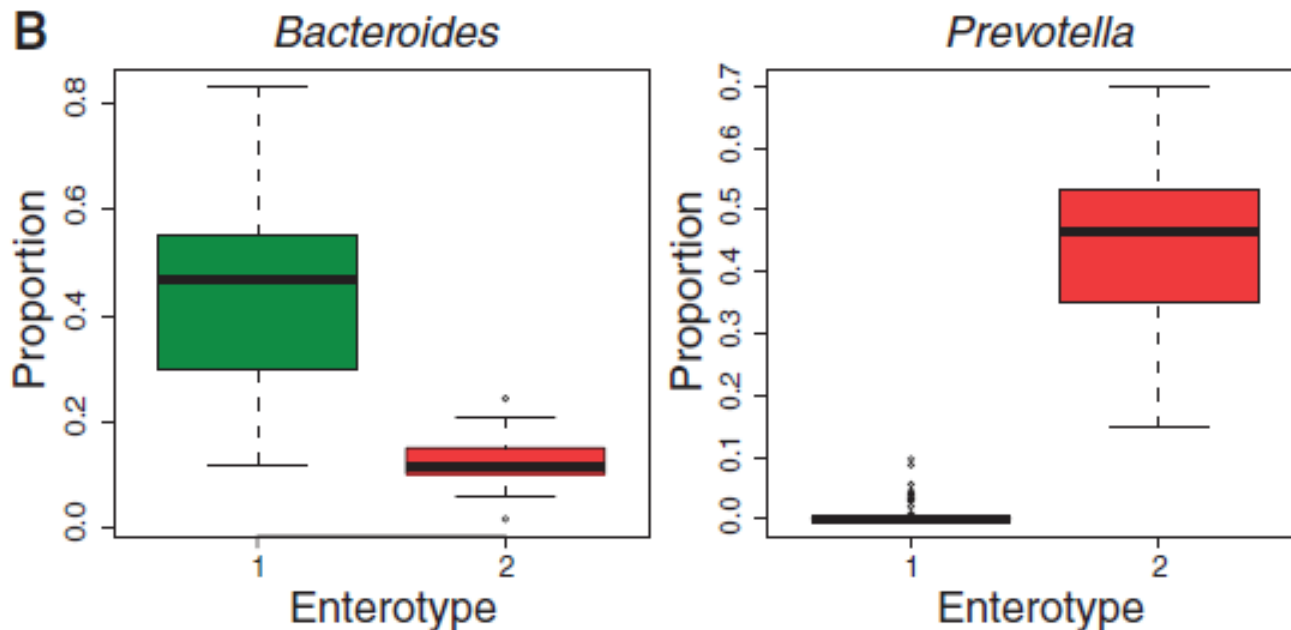 B
Bacteroides
Proportion
0.8
0.6
0.4
0.2
0.0
1 2
Enterotype
Prevotella
Proportion
0.7
0.6
0.5
0.4
0.3
0.2
0.1
0.0
1 2
Enterotype